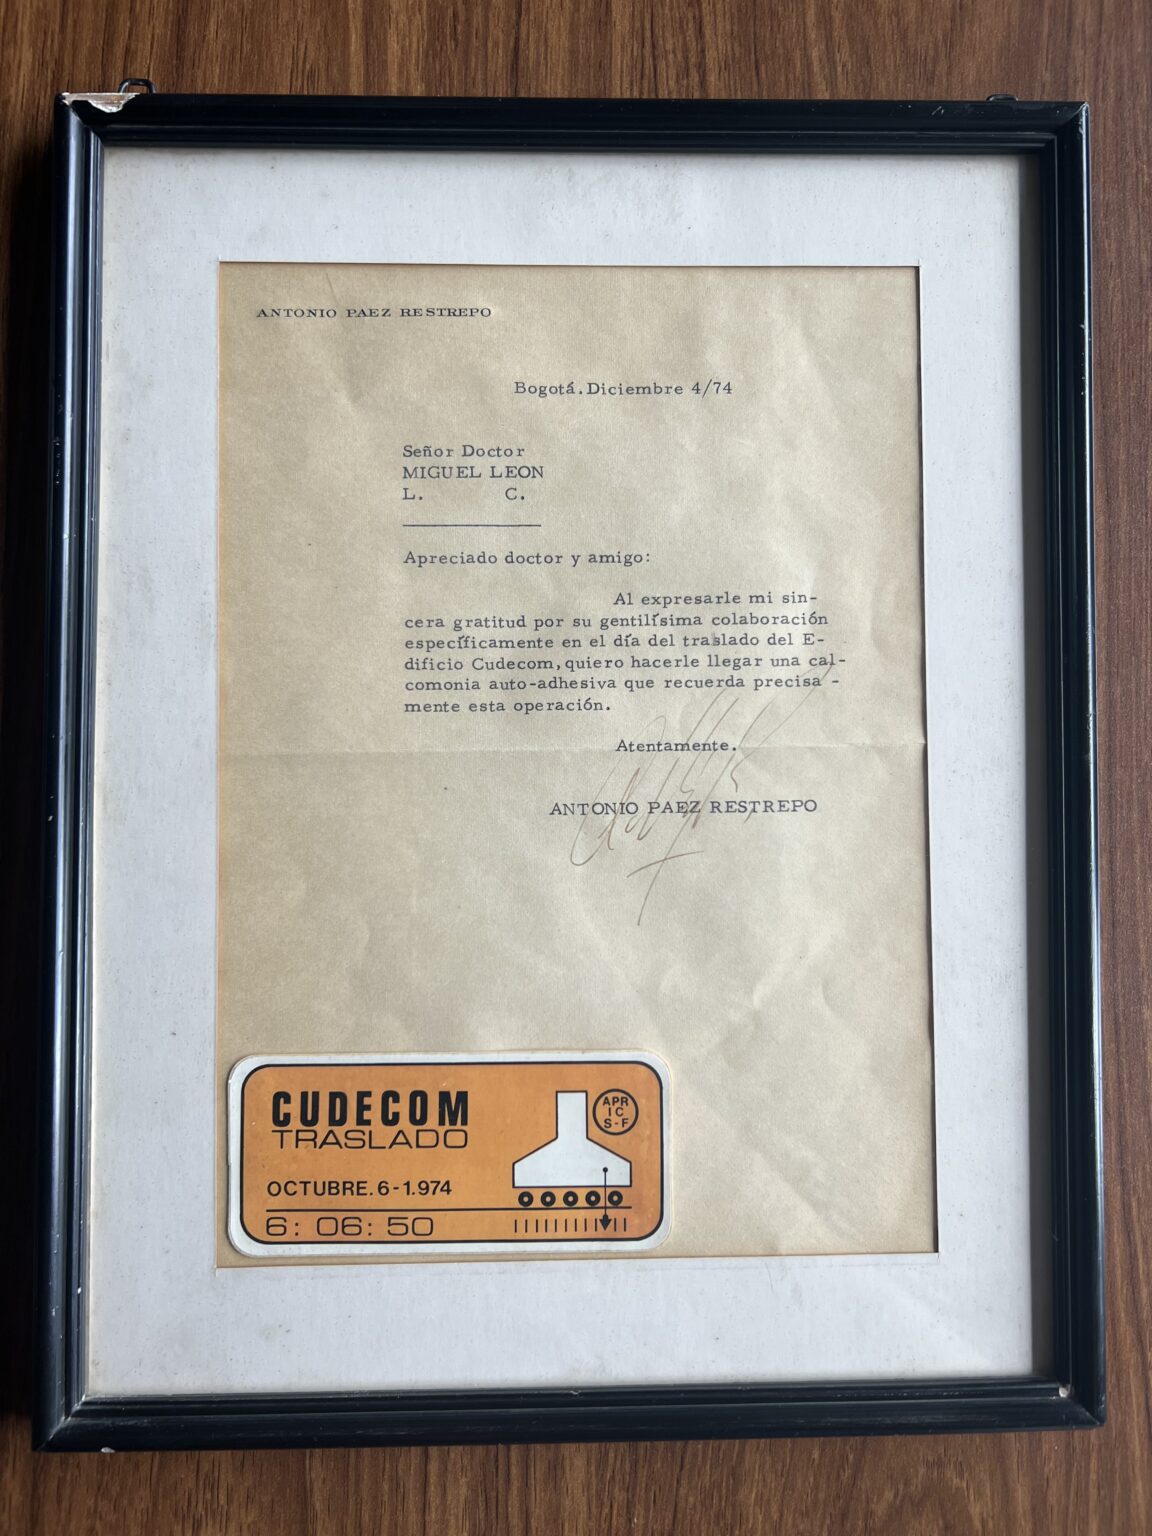 ANTONIO PAEZ RESTREPO
Bogotá.Diciembre 4/74
Señor Doctor
MIGUEL LEON
L. C.
Apreciado doctor y amigo:
Al expresarle mi sin-
cera gratitud por su gentilísima colaboración
específicamente en el día del traslado del E-
dificio Cudecom,quiero hacerle llegar una cal-
comonia auto-adhesiva que recuerda precisa -
mente esta operación.
Atentamente.
ANTONIO PAEZ RESTREPO
CUDECOM
TRASLADO
APR
IC
S-F
OCTUBRE.6-1.974
6: 06: 50